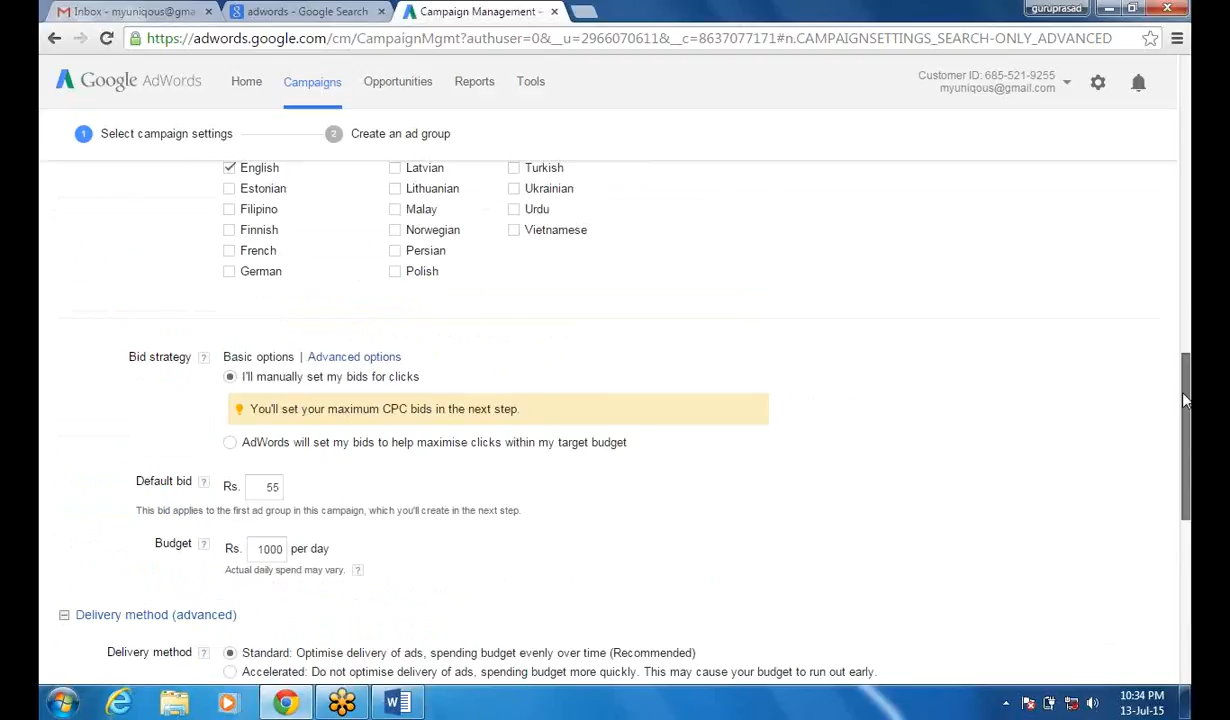 Inbox - myuniqous@gma
adwords - Google Search
Campaign Management -
guruprasad
https://adwords.google.com/cm/CampaignMgmt?authuser=0&__u=2966070611&__c=8637077171#n.CAMPAIGNSETTINGS_SEARCH-ONLY_ADVANCED
Google AdWords
Home
Campaigns
Opportunities
Reports
Tools
Customer ID: 685-521-9255
myuniqous@gmail.com
1 Select campaign settings
2 Create an ad group
English
Latvian
Turkish
Estonian
Lithuanian
Ukrainian
Filipino
Malay
Urdu
Finnish
Norwegian
Vietnamese
French
Persian
German
Polish
Bid strategy ? Basic options | Advanced options
I'll manually set my bids for clicks
You'll set your maximum CPC bids in the next step.
AdWords will set my bids to help maximise clicks within my target budget
Default bid ? Rs. 55
This bid applies to the first ad group in this campaign, which you'll create in the next step.
Budget ? Rs. 1000 per day
Actual daily spend may vary. ?
Delivery method (advanced)
Delivery method ? Standard: Optimise delivery of ads, spending budget evenly over time (Recommended)
Accelerated: Do not optimise delivery of ads, spending budget more quickly. This may cause your budget to run out early.
10:34 PM
13-Jul-15